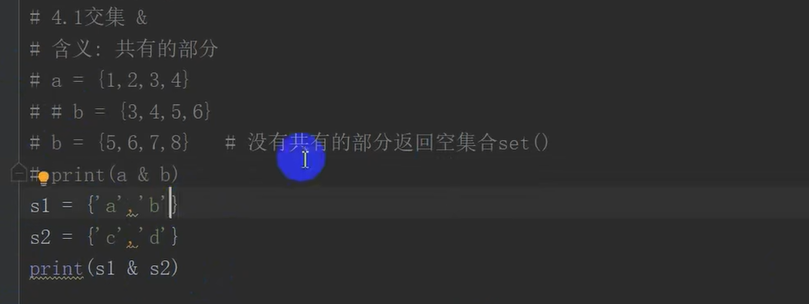 # 4.1交集 &
# 含义: 共有的部分
# a = {1,2,3,4}
# # b = {3,4,5,6}
# b = {5,6,7,8}   # 没有共有的部分返回空集合set()
# print(a & b)
s1 = {'a','b'}
s2 = {'c','d'}
print(s1 & s2)